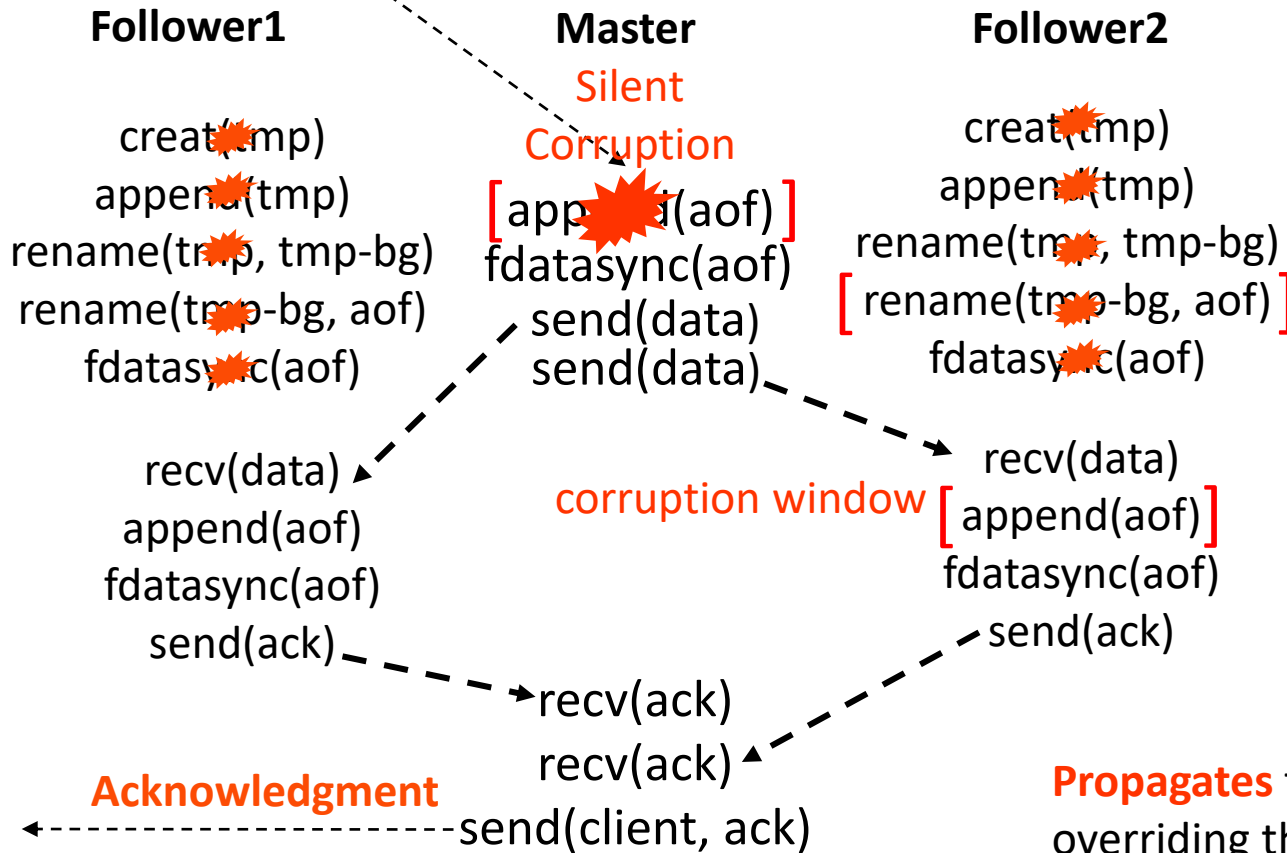 Follower1
creat(tmp)
append(tmp)
rename(tmp, tmp-bg)
rename(tmp-bg, aof)
fdatasync(aof)
recv(data)
append(aof)
fdatasync(aof)
send(ack)
Master
Silent
Corruption
[append(aof)]
fdatasync(aof)
send(data)
send(data)
Follower2
creat(tmp)
append(tmp)
rename(tmp, tmp-bg)
[rename(tmp-bg, aof)]
fdatasync(aof)
recv(data)
corruption window [append(aof)]
fdatasync(aof)
send(ack)
recv(ack)
recv(ack)
Acknowledgment
send(client, ack)
Propagates
overriding th